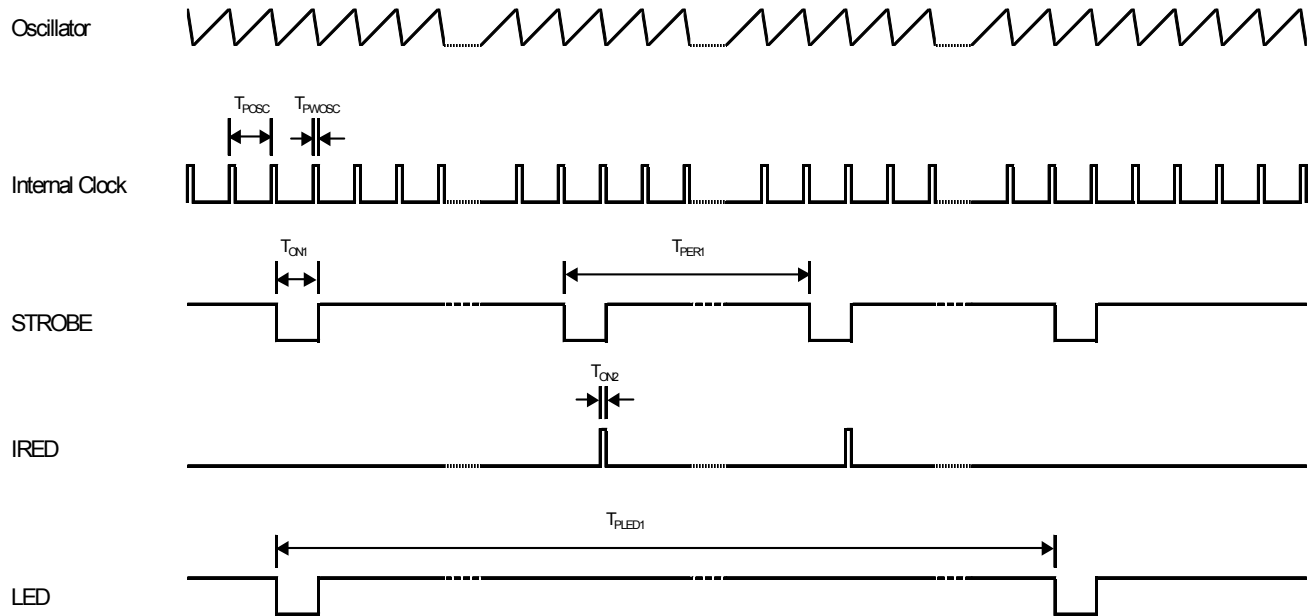 Oscillator
TPOSC TPWOSC
Internal Clock
TON1 TPER1
STROBE
TON2
IRED
TPLED1
LED